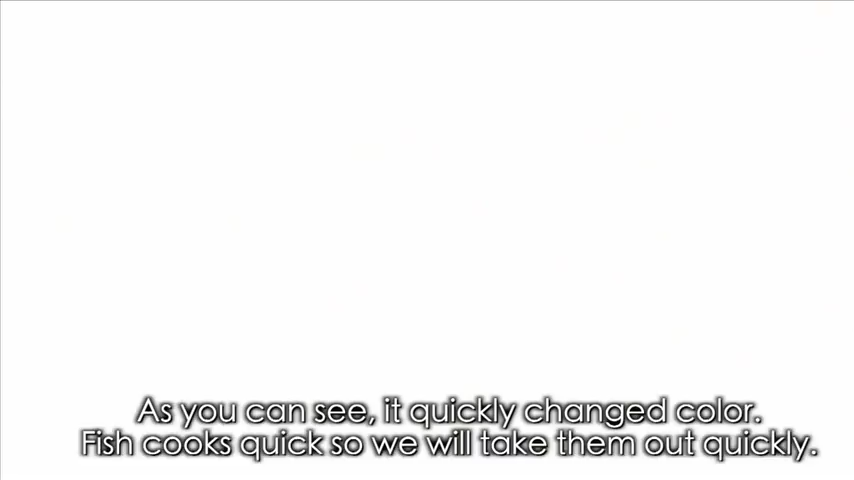 As you can see, it quickly changed color.
Fish cooks quick so we will take them out quickly.